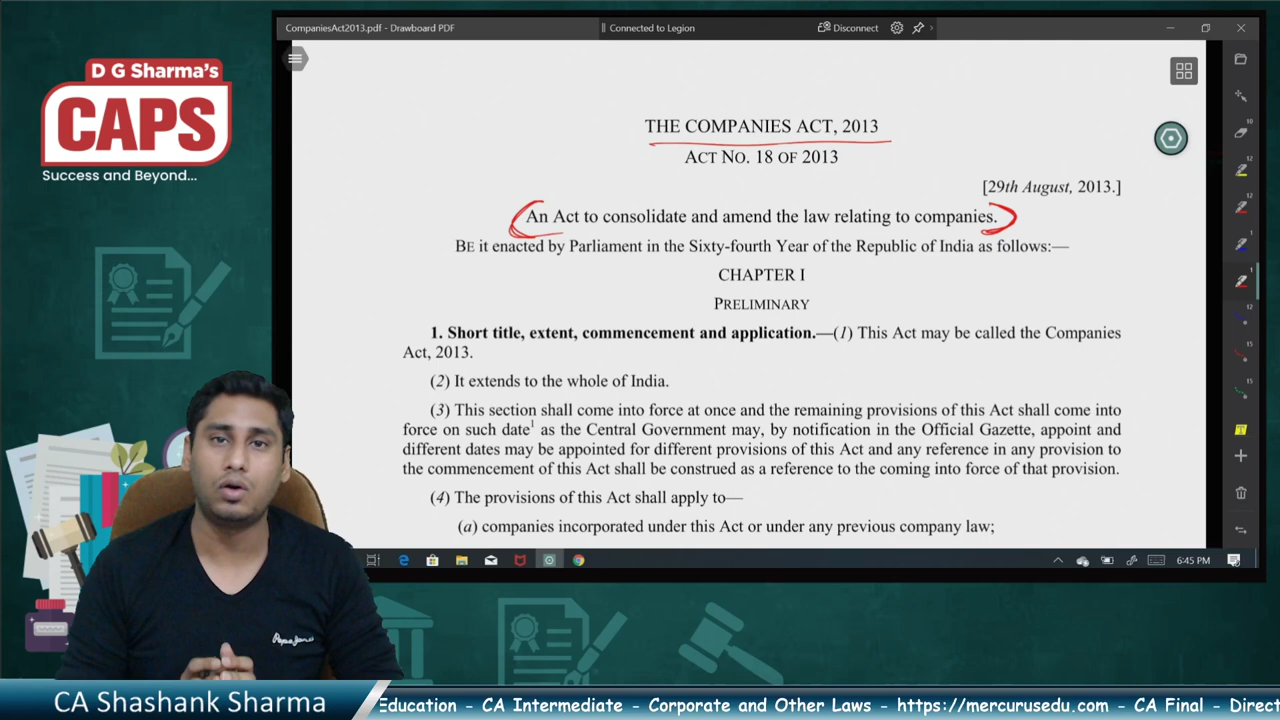 D G Sharma's
CAPS
Success and Beyond...
CompaniesAct2013.pdf - Drawboard PDF
Connected to Legion
Disconnect
THE COMPANIES ACT, 2013
ACT NO. 18 OF 2013
[29th August, 2013.]
An Act to consolidate and amend the law relating to companies.
BE it enacted by Parliament in the Sixty-fourth Year of the Republic of India as follows:—
CHAPTER I
PRELIMINARY
1. Short title, extent, commencement and application.—(1) This Act may be called the Companies
Act, 2013.
(2) It extends to the whole of India.
(3) This section shall come into force at once and the remaining provisions of this Act shall come into
force on such date1 as the Central Government may, by notification in the Official Gazette, appoint and
different dates may be appointed for different provisions of this Act and any reference in any provision to
the commencement of this Act shall be construed as a reference to the coming into force of that provision.
(4) The provisions of this Act shall apply to—
(a) companies incorporated under this Act or under any previous company law;
6:45 PM
Pepe Jeans
CA Shashank Sharma
Education - CA Intermediate - Corporate and Other Laws - https://mercurusedu.com - CA Final - Direct